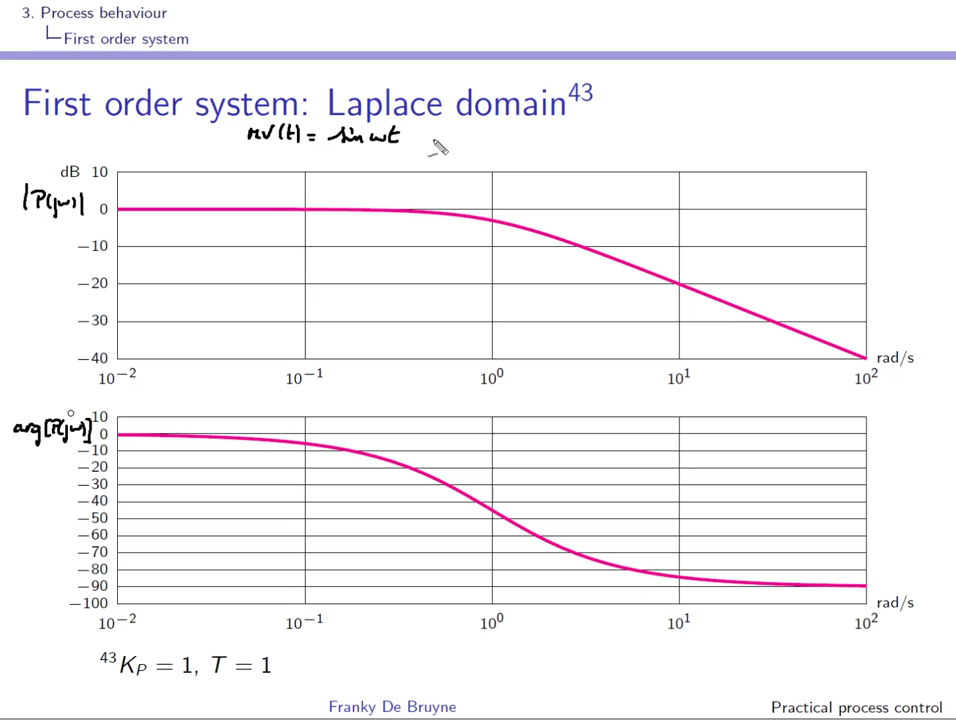 3. Process behaviour
First order system
First order system: Laplace domain43
mv(t) = sin ωt
dB 10
|P(jω)| 0
−10
−20
−30
−40
rad/s
10−2 10−1 100 101 102
° 10
arg[P(jω)] 0
−10
−20
−30
−40
−50
−60
−70
−80
−90
−100
rad/s
10−2 10−1 100 101 102
43KP = 1, T = 1
Franky De Bruyne Practical process control